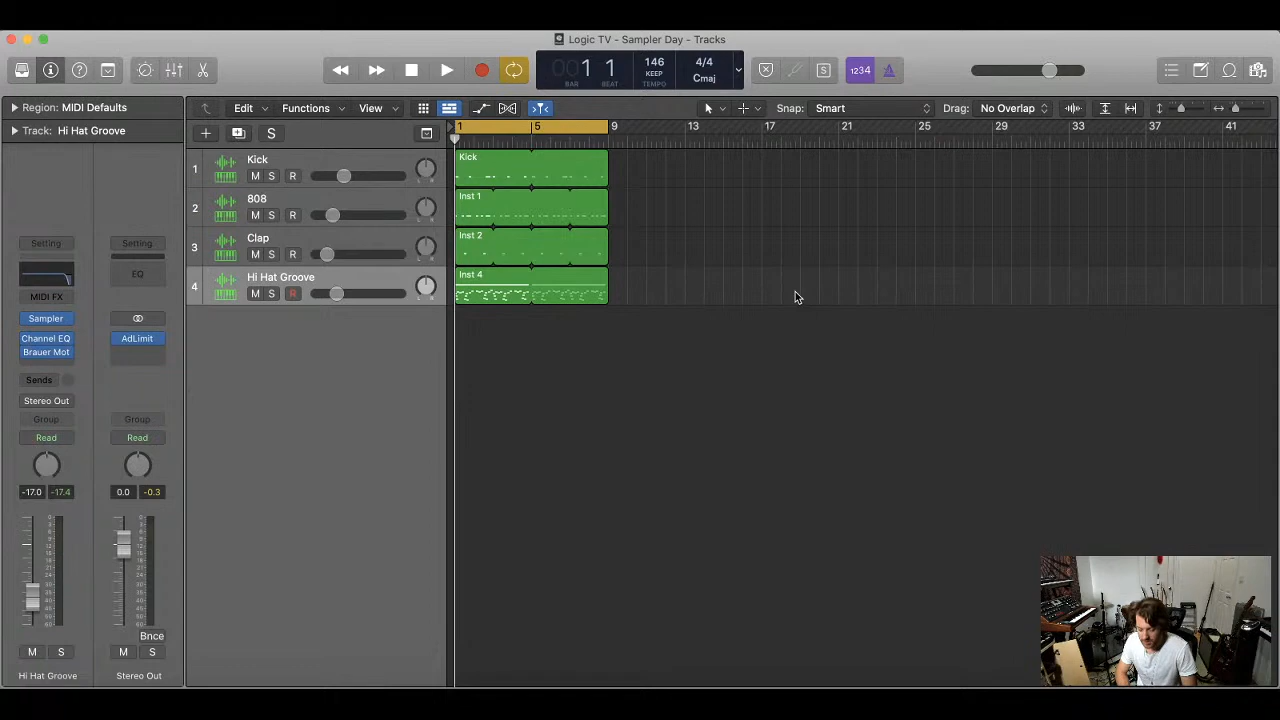 Logic TV - Sampler Day - Tracks
001 1
BAR BEAT
146
KEEP
TEMPO
4/4
Cmaj
S
1234
Region: MIDI Defaults
Edit Functions View
Snap: Smart
Drag: No Overlap
Track: Hi Hat Groove
S
1 5 9 13 17 21 25 29 33 37 41
1 Kick
M S R
L R
Kick
2 808
M S R
L R
Inst 1
3 Clap
M S R
L R
Inst 2
4 Hi Hat Groove
M S R
L R
Inst 4
Setting Setting
EQ
MIDI FX
Sampler
Channel EQ AdLimit
Brauer Mot
Sends
Stereo Out
Group Group
Read Read
-17.0 -17.4 0.0 -0.3
Bnce
M S M S
Hi Hat Groove Stereo Out